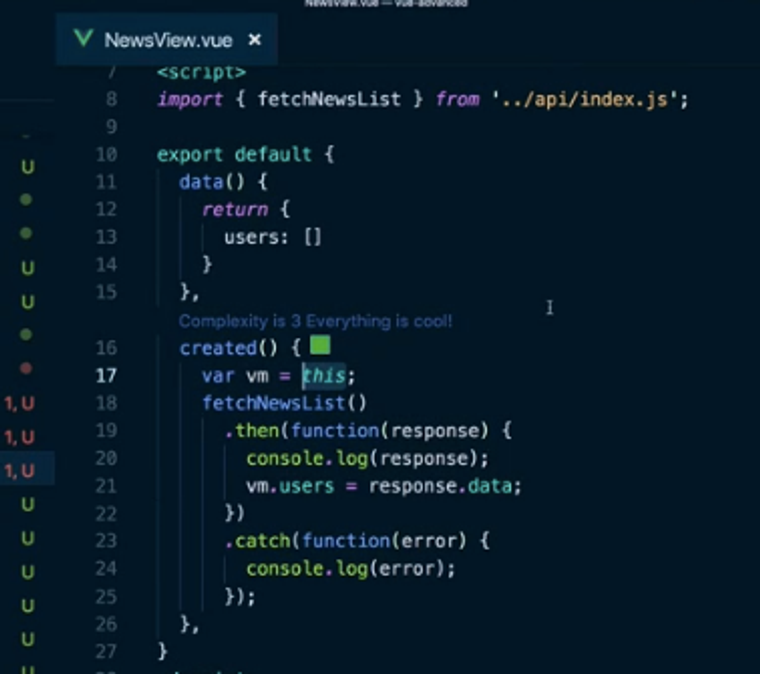 NewsView.vue — vue-advanced
NewsView.vue ×
7 <script>
8 import { fetchNewsList } from '../api/index.js';
9
10 export default {
11 data() {
12 return {
13 users: []
14 }
15 },
Complexity is 3 Everything is cool!
16 created() {
U
17 var vm = this;
U
18 fetchNewsList()
1, U
19 .then(function(response) {
1, U
20 console.log(response);
1, U
21 vm.users = response.data;
U
22 })
U
23 .catch(function(error) {
U
24 console.log(error);
U
25 });
U
26 },
U
27 }
U